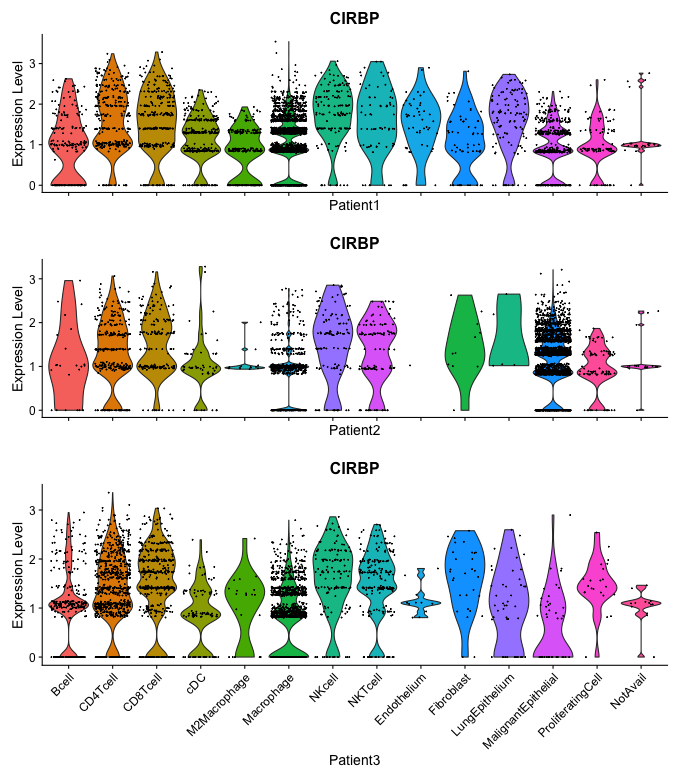 CIRBP
Expression Level
3
2
1
0
Patient1
CIRBP
Expression Level
3
2
1
0
Patient2
CIRBP
Expression Level
3
2
1
0
Bcell
CD4Tcell
CD8Tcell
cDC
M2Macrophage
Macrophage
NKcell
NKTcell
Endothelium
Fibroblast
LungEpithelium
MalignantEpithelial
ProliferatingCell
NotAvail
Patient3